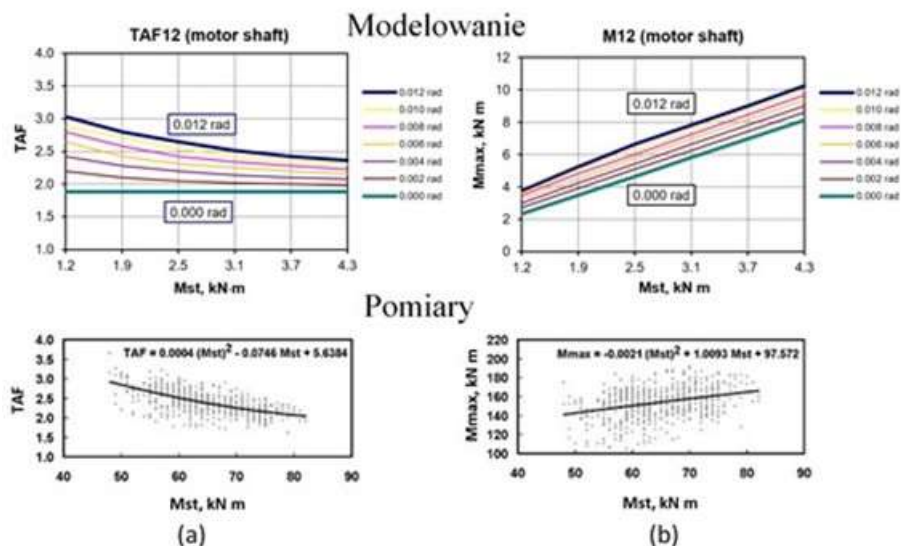 Modelowanie
TAF12 (motor shaft)
4.0
3.5
3.0
2.5
2.0
1.5
1.0
TAF
0.012 rad
0.000 rad
1.2 1.9 2.5 3.1 3.7 4.3
Mst, kN·m
0.012 rad
0.010 rad
0.008 rad
0.006 rad
0.004 rad
0.002 rad
0.000 rad
M12 (motor shaft)
12
10
8
6
4
2
0
Mmax, kN m
0.012 rad
0.000 rad
1.2 1.9 2.5 3.1 3.7 4.3
Mst, kN m
0.012 rad
0.010 rad
0.008 rad
0.006 rad
0.004 rad
0.002 rad
0.000 rad
Pomiary
TAF = 0.0004 (Mst)2 - 0.0746 Mst + 5.6384
4.0
3.5
3.0
2.5
2.0
1.5
1.0
TAF
40 50 60 70 80 90
Mst, kN m
(a)
Mmax = -0.0021 (Mst)2 + 1.0093 Mst + 97.572
220
200
180
160
140
120
100
Mmax, kN m
40 50 60 70 80 90
Mst, kN m
(b)